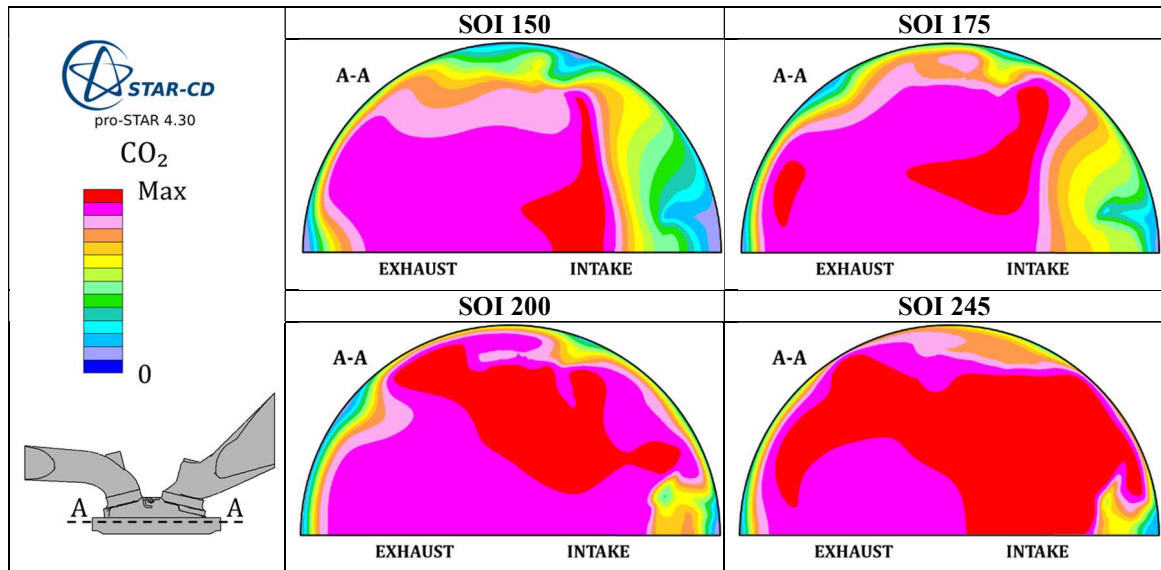 STAR-CD
pro-STAR 4.30
CO₂
Max
0
A A
SOI 150
A-A
EXHAUST INTAKE
SOI 175
A-A
EXHAUST INTAKE
SOI 200
A-A
EXHAUST INTAKE
SOI 245
A-A
EXHAUST INTAKE